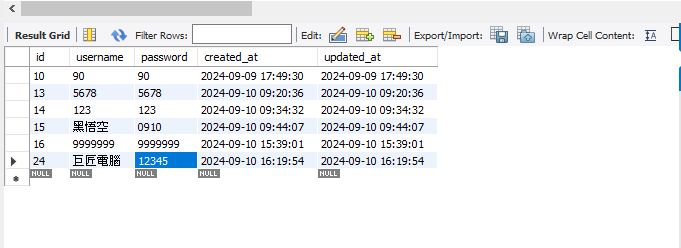 Result Grid Filter Rows: Edit: Export/Import: Wrap Cell Content: IA
id username password created_at updated_at
10 90 90 2024-09-09 17:49:30 2024-09-09 17:49:30
13 5678 5678 2024-09-10 09:20:36 2024-09-10 09:20:36
14 123 123 2024-09-10 09:34:32 2024-09-10 09:34:32
15 黑悟空 0910 2024-09-10 09:44:07 2024-09-10 09:44:07
16 9999999 9999999 2024-09-10 15:39:01 2024-09-10 15:39:01
24 巨匠電腦 12345 2024-09-10 16:19:54 2024-09-10 16:19:54
NULL NULL NULL NULL NULL